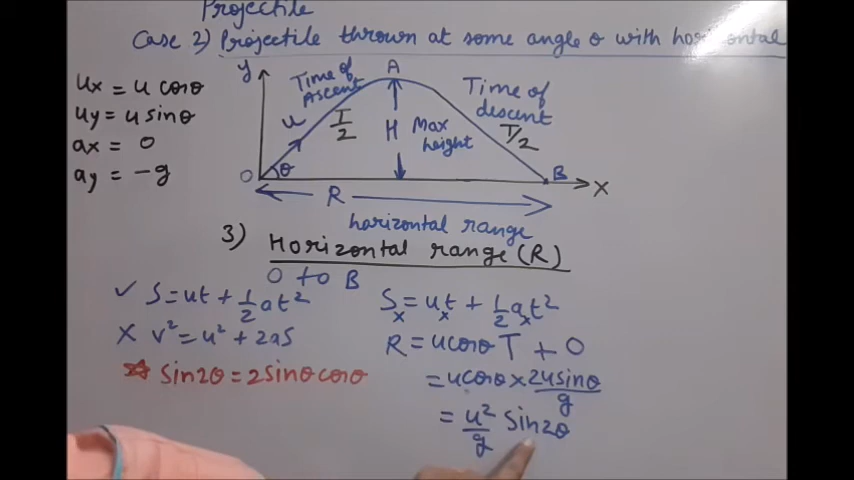 Projectile
Case 2) Projectile thrown at some angle θ with horizontal
ux = u cosθ
uy = u sinθ
ax = 0
ay = -g
y
Time of
Ascent
A
Time of
descent
u
T/2
H
Max
height
T/2
O
θ
B
X
R
horizontal range
3) Horizontal range (R)
O to B
✓ S = ut + 1/2 at²
X v² = u² + 2aS
☆ sin2θ = 2sinθcosθ
Sx = uxt + 1/2 axt²
R = ucosθ T + 0
= ucosθ × 2usinθ/g
= u²/g sin2θ